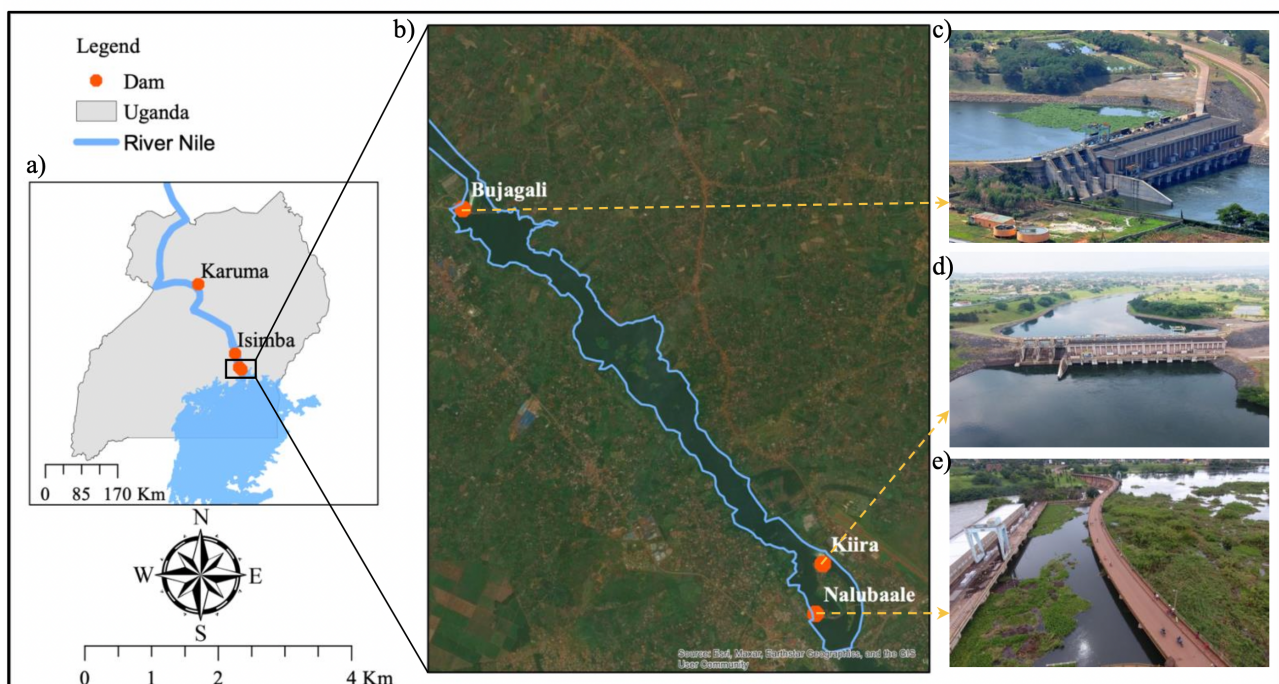 Legend
Dam
Uganda
River Nile
a)
Karuma
Isimba
0 85 170 Km
N
W E
S
0 1 2 4 Km
b)
Bujagali
Kiira
Nalubaale
Source: Esri, Maxar, Earthstar Geographics, and the GIS
User Community
c)
d)
e)